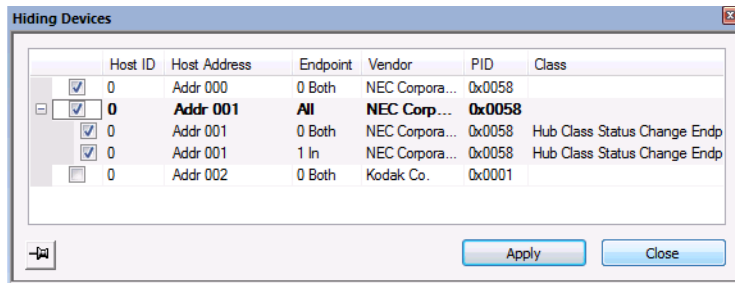 Hiding Devices
Host ID Host Address Endpoint Vendor PID Class
0 Addr 000 0 Both NEC Corpora... 0x0058
0 Addr 001 All NEC Corp... 0x0058
0 Addr 001 0 Both NEC Corpora... 0x0058 Hub Class Status Change Endp
0 Addr 001 1 In NEC Corpora... 0x0058 Hub Class Status Change Endp
0 Addr 002 0 Both Kodak Co. 0x0001
Apply Close